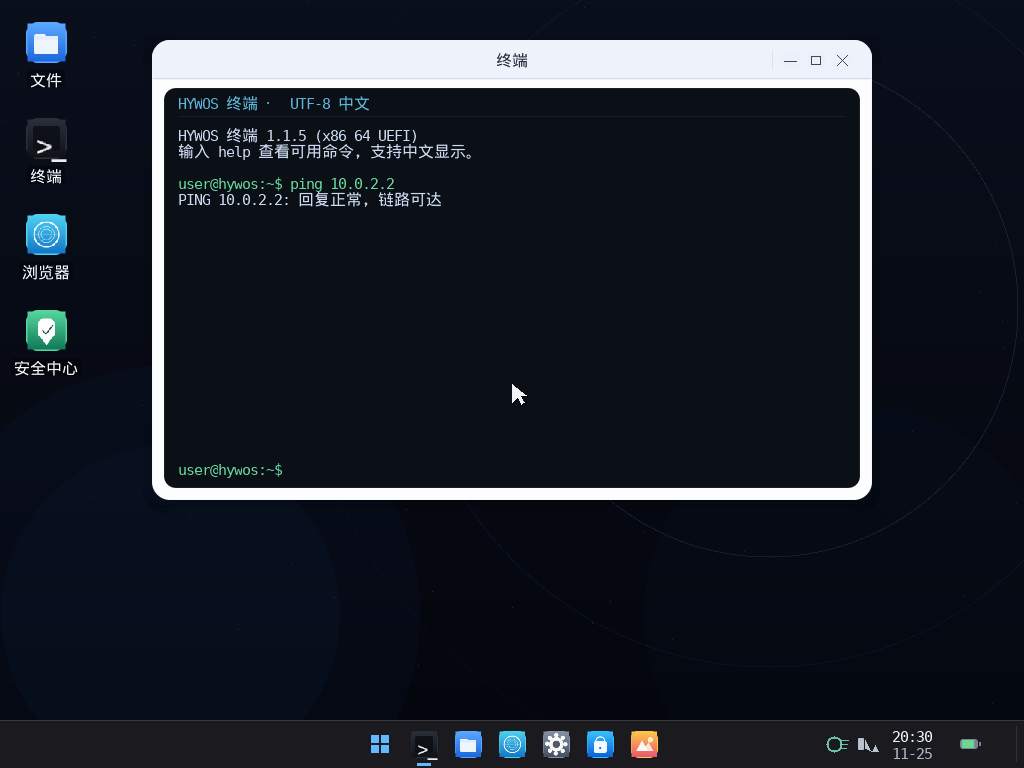 文件
终端
浏览器
安全中心
终端
HYWOS 终端 · UTF-8 中文
HYWOS 终端 1.1.5 (x86 64 UEFI)
输入 help 查看可用命令, 支持中文显示。
user@hywos:~$ ping 10.0.2.2
PING 10.0.2.2: 回复正常, 链路可达
user@hywos:~$
20:30
11-25